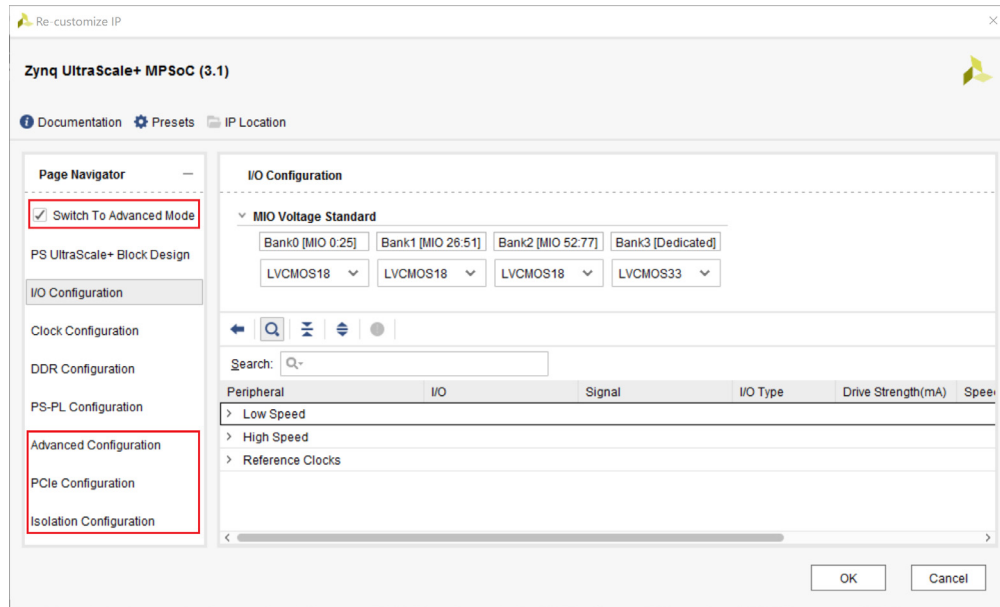 Re-customize IP
Zynq UltraScale+ MPSoC (3.1)
Documentation Presets IP Location
Page Navigator
Switch To Advanced Mode
PS UltraScale+ Block Design
I/O Configuration
Clock Configuration
DDR Configuration
PS-PL Configuration
Advanced Configuration
PCIe Configuration
Isolation Configuration
I/O Configuration
MIO Voltage Standard
Bank0 [MIO 0:25] Bank1 [MIO 26:51] Bank2 [MIO 52:77] Bank3 [Dedicated]
LVCMOS18 LVCMOS18 LVCMOS18 LVCMOS33
Search:
Peripheral I/O Signal I/O Type Drive Strength(mA) Speed
Low Speed
High Speed
Reference Clocks
OK Cancel